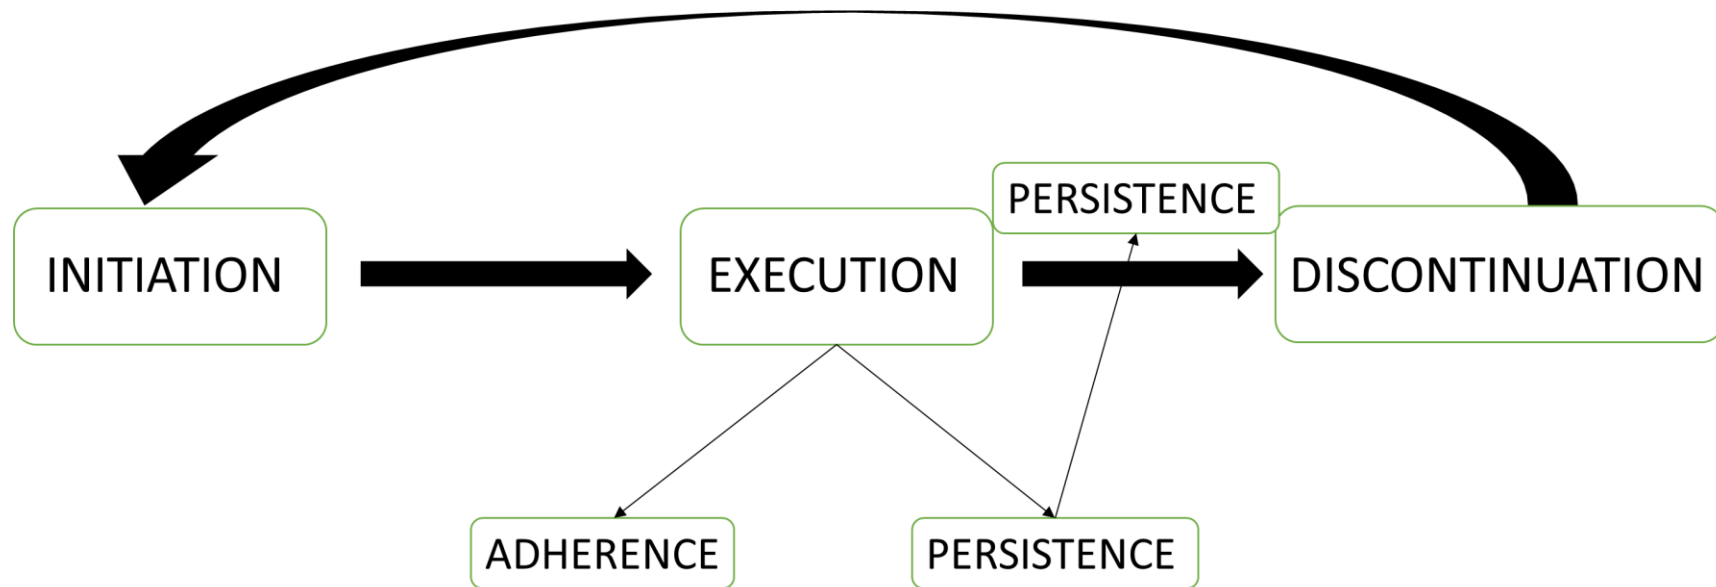 PERSISTENCE
INITIATION
EXECUTION
DISCONTINUATION
ADHERENCE
PERSISTENCE